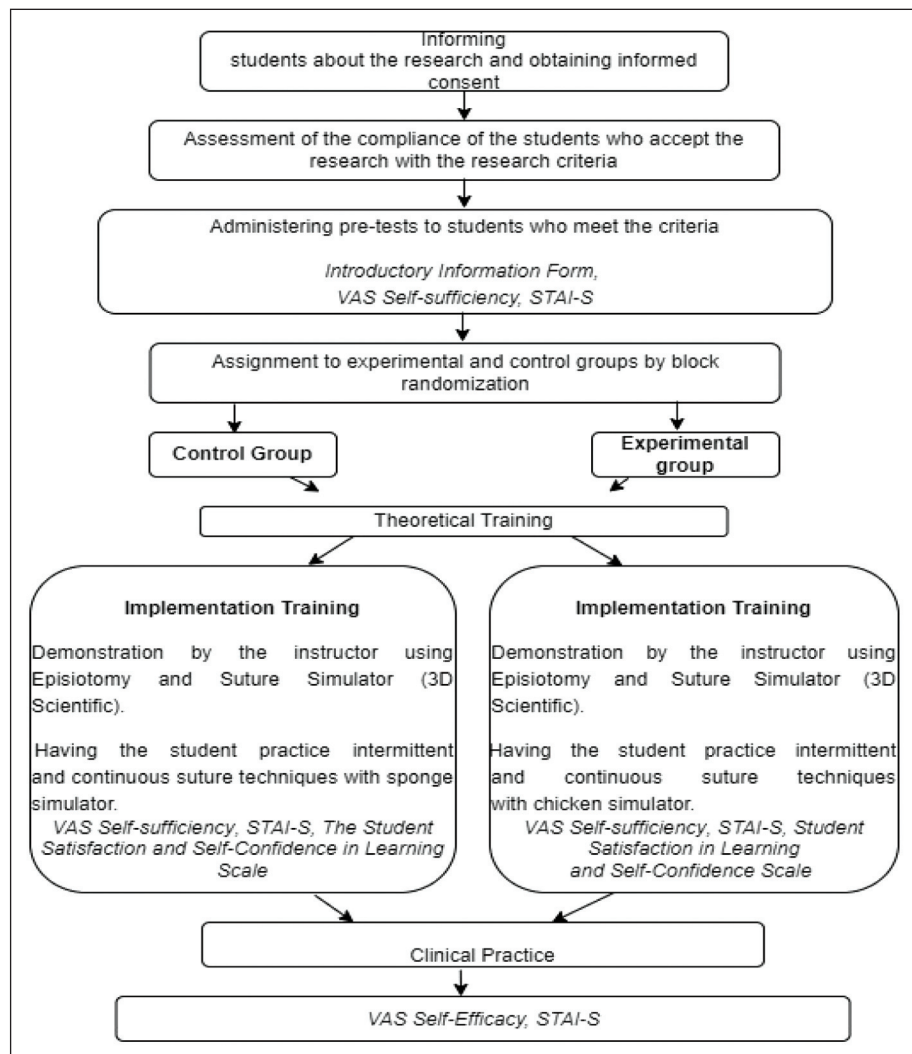 Informing
students about the research and obtaining informed
consent
Assessment of the compliance of the students who accept the
research with the research criteria
Administering pre-tests to students who meet the criteria
Introductory Information Form,
VAS Self-sufficiency, STAI-S
Assignment to experimental and control groups by block
randomization
Control Group
Experimental
group
Theoretical Training
Implementation Training
Demonstration by the instructor using
Episiotomy and Suture Simulator (3D
Scientific).
Having the student practice intermittent
and continuous suture techniques with sponge
simulator.
VAS Self-sufficiency, STAI-S, The Student
Satisfaction and Self-Confidence in Learning
Scale
Implementation Training
Demonstration by the instructor using
Episiotomy and Suture Simulator (3D
Scientific).
Having the student practice intermittent
and continuous suture techniques
with chicken simulator.
VAS Self-sufficiency, STAI-S, Student
Satisfaction in Learning
and Self-Confidence Scale
Clinical Practice
VAS Self-Efficacy, STAI-S